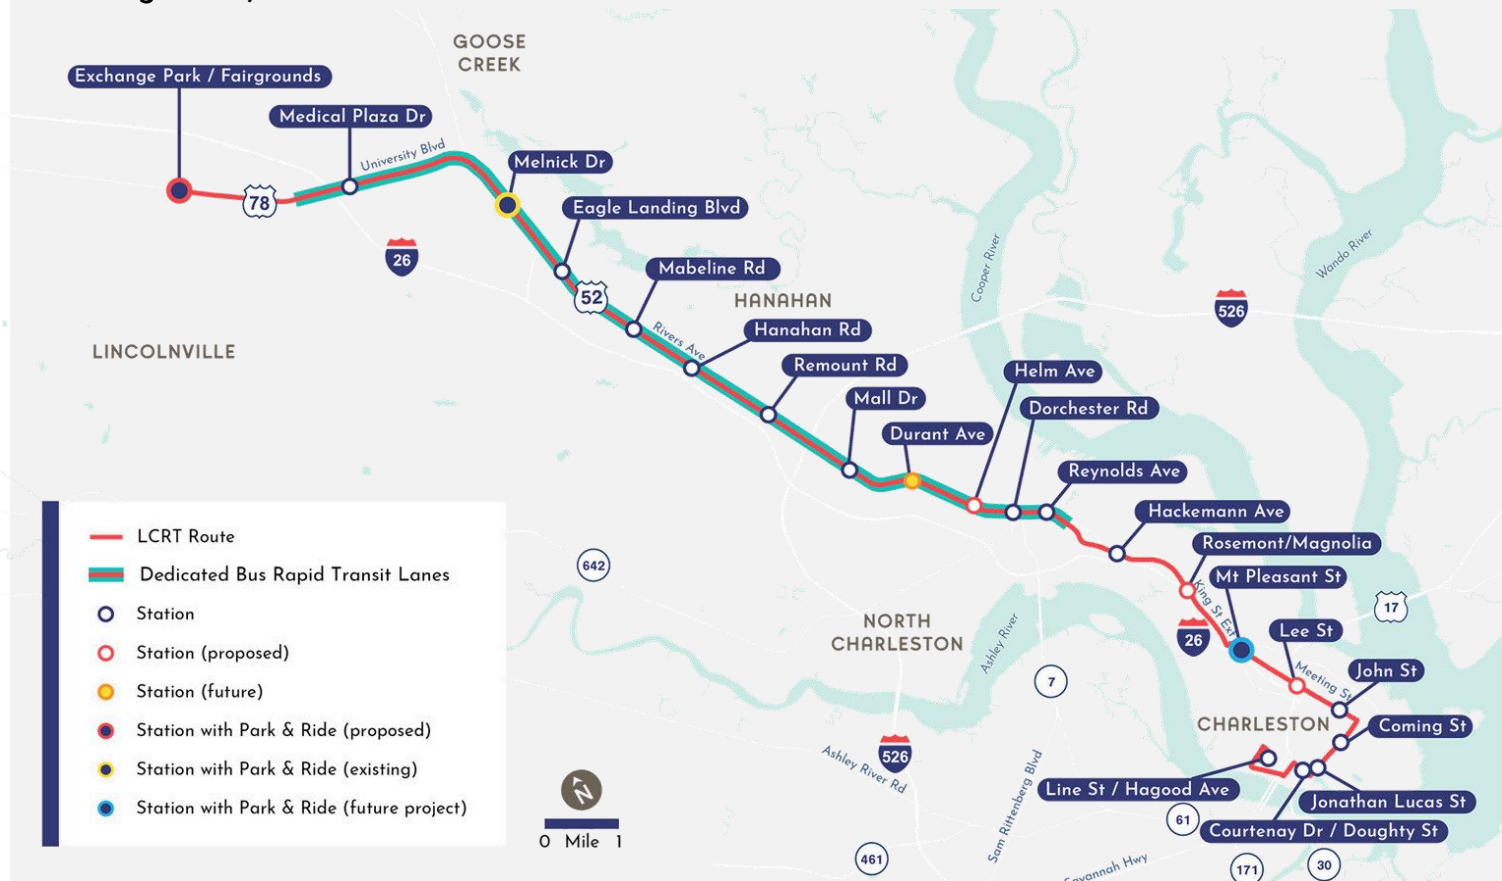 GOOSE
CREEK
Exchange Park / Fairgrounds
Medical Plaza Dr
University Blvd
Melnick Dr
78
Eagle Landing Blvd
26
Mabeline Rd
52
HANAHAN
Cooper River
Wando River
526
Rivers Ave
Hanahan Rd
LINCOLNVILLE
Remount Rd
Helm Ave
Mall Dr
Dorchester Rd
Durant Ave
Reynolds Ave
Hackemann Ave
Rosemont/Magnolia
Mt Pleasant St
King St Ext
17
26
Lee St
642
NORTH
CHARLESTON
Ashley River
7
Meeting St
John St
CHARLESTON
Coming St
526
Ashley River Rd
Sam Rittenberg Blvd
Line St / Hagood Ave
Jonathan Lucas St
61
Courtenay Dr / Doughty St
461
Savannah Hwy
171
30
LCRT Route
Dedicated Bus Rapid Transit Lanes
Station
Station (proposed)
Station (future)
Station with Park & Ride (proposed)
Station with Park & Ride (existing)
Station with Park & Ride (future project)
N
0 Mile 1